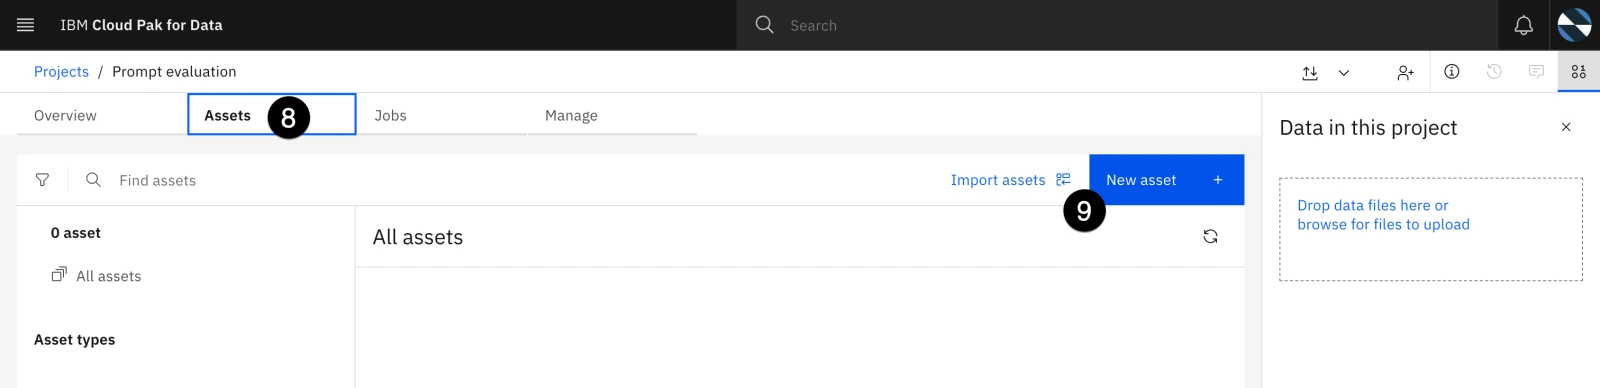 IBM Cloud Pak for Data
Search
Projects / Prompt evaluation
Overview
Assets
8
Jobs
Manage
Data in this project
Find assets
Import assets
New asset +
9
Drop data files here or
browse for files to upload
0 asset
All assets
All assets
Asset types